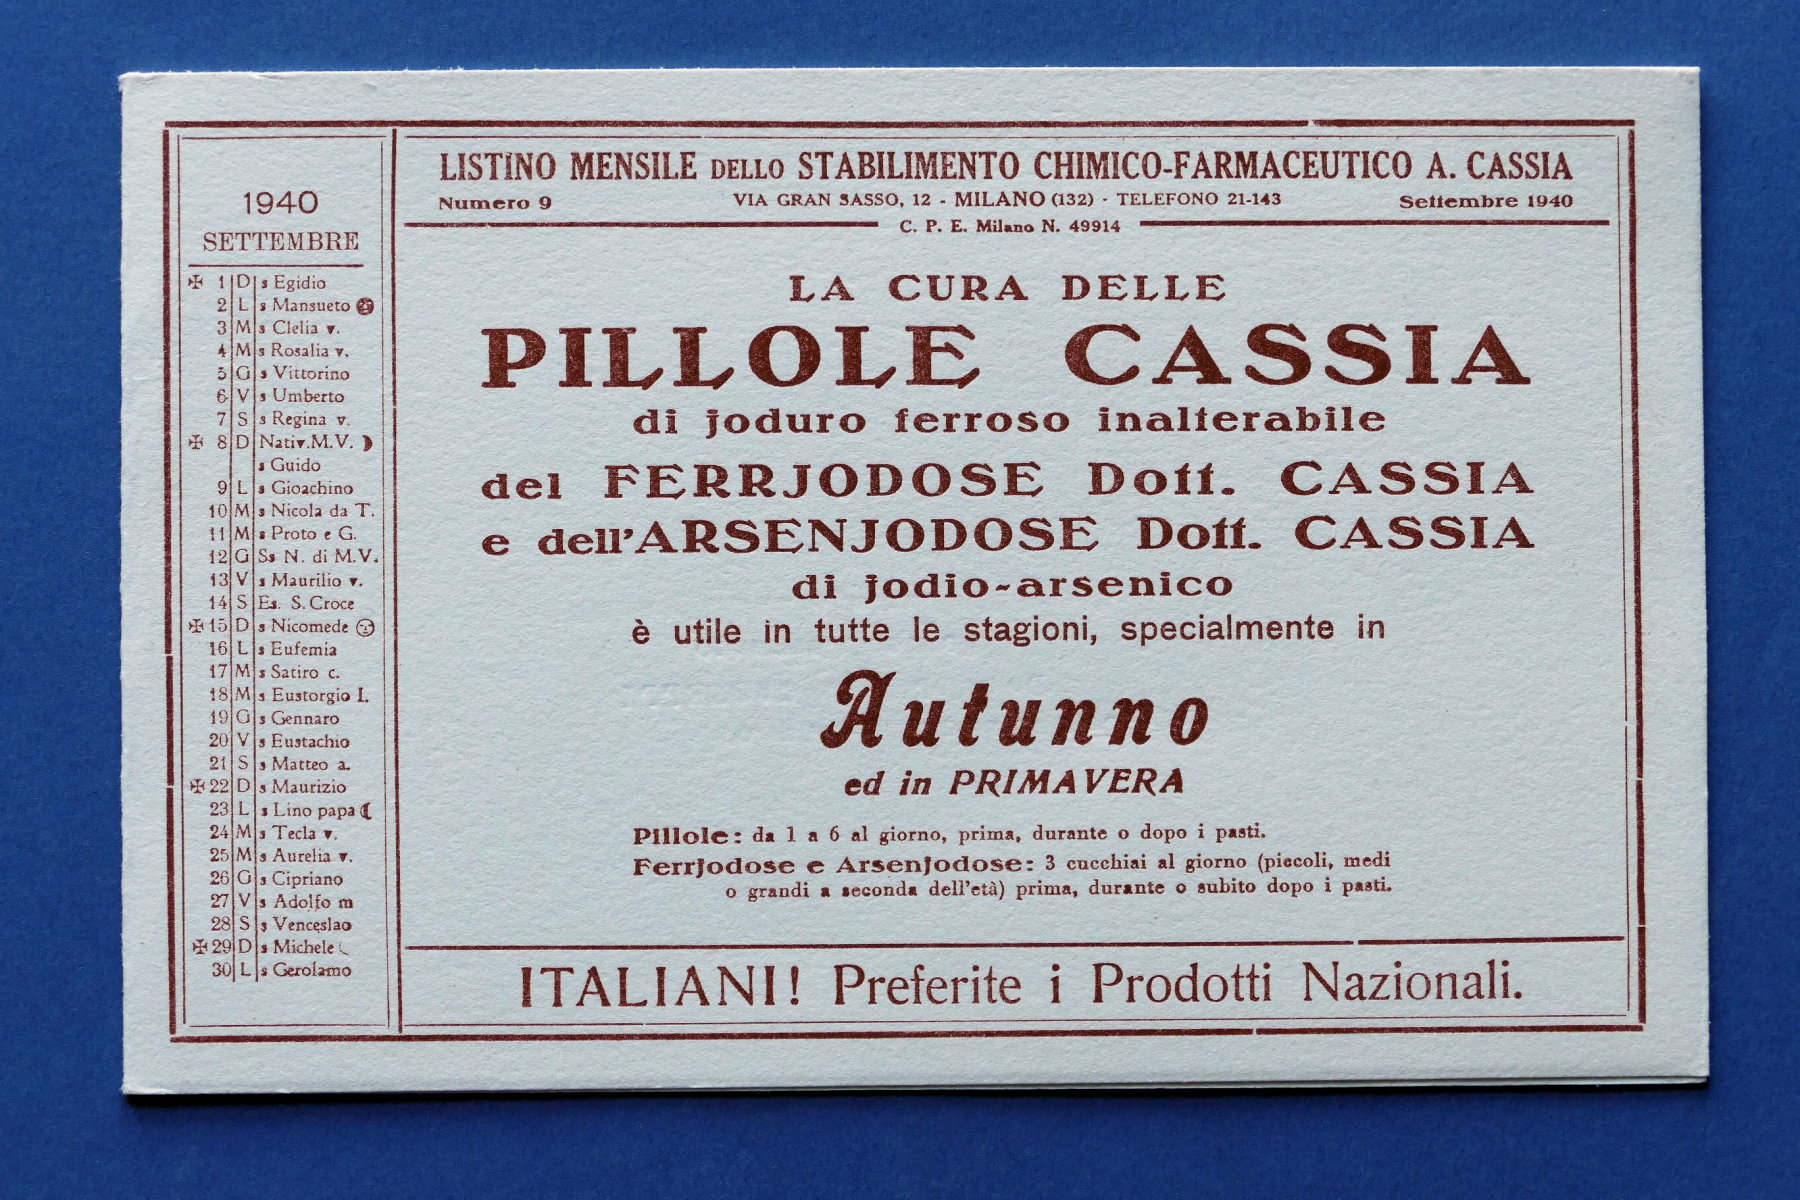 1940
SETTEMBRE
✠ 1 D s Egidio
2 L s Mansueto
3 M s Clelia v.
4 M s Rosalia v.
5 G s Vittorino
6 V s Umberto
7 S s Regina v.
✠ 8 D Nativ. M.V.
s Guido
9 L s Gioachino
10 M s Nicola da T.
11 M s Proto e G.
12 G Ss N. di M.V.
13 V s Maurilio v.
14 S Es. S. Croce
✠ 15 D s Nicomede
16 L s Eufemia
17 M s Satiro c.
18 M s Eustorgio I.
19 G s Gennaro
20 V s Eustachio
21 S s Matteo a.
✠ 22 D s Maurizio
23 L s Lino papa
24 M s Tecla v.
25 M s Aurelia v.
26 G s Cipriano
27 V s Adolfo m
28 S s Venceslao
✠ 29 D s Michele
30 L s Gerolamo
LISTINO MENSILE DELLO STABILIMENTO CHIMICO-FARMACEUTICO A. CASSIA
Numero 9 VIA GRAN SASSO, 12 - MILANO (132) - TELEFONO 21-143 Settembre 1940
C. P. E. Milano N. 49914
LA CURA DELLE
PILLOLE CASSIA
di joduro ferroso inalterabile
del FERRJODOSE Dott. CASSIA
e dell'ARSENJODOSE Dott. CASSIA
di jodio-arsenico
è utile in tutte le stagioni, specialmente in
Autunno
ed in PRIMAVERA
Pillole: da 1 a 6 al giorno, prima, durante o dopo i pasti.
Ferrjodose e Arsenjodose: 3 cucchiai al giorno (piccoli, medi
o grandi a seconda dell'età) prima, durante o subito dopo i pasti.
ITALIANI! Preferite i Prodotti Nazionali.